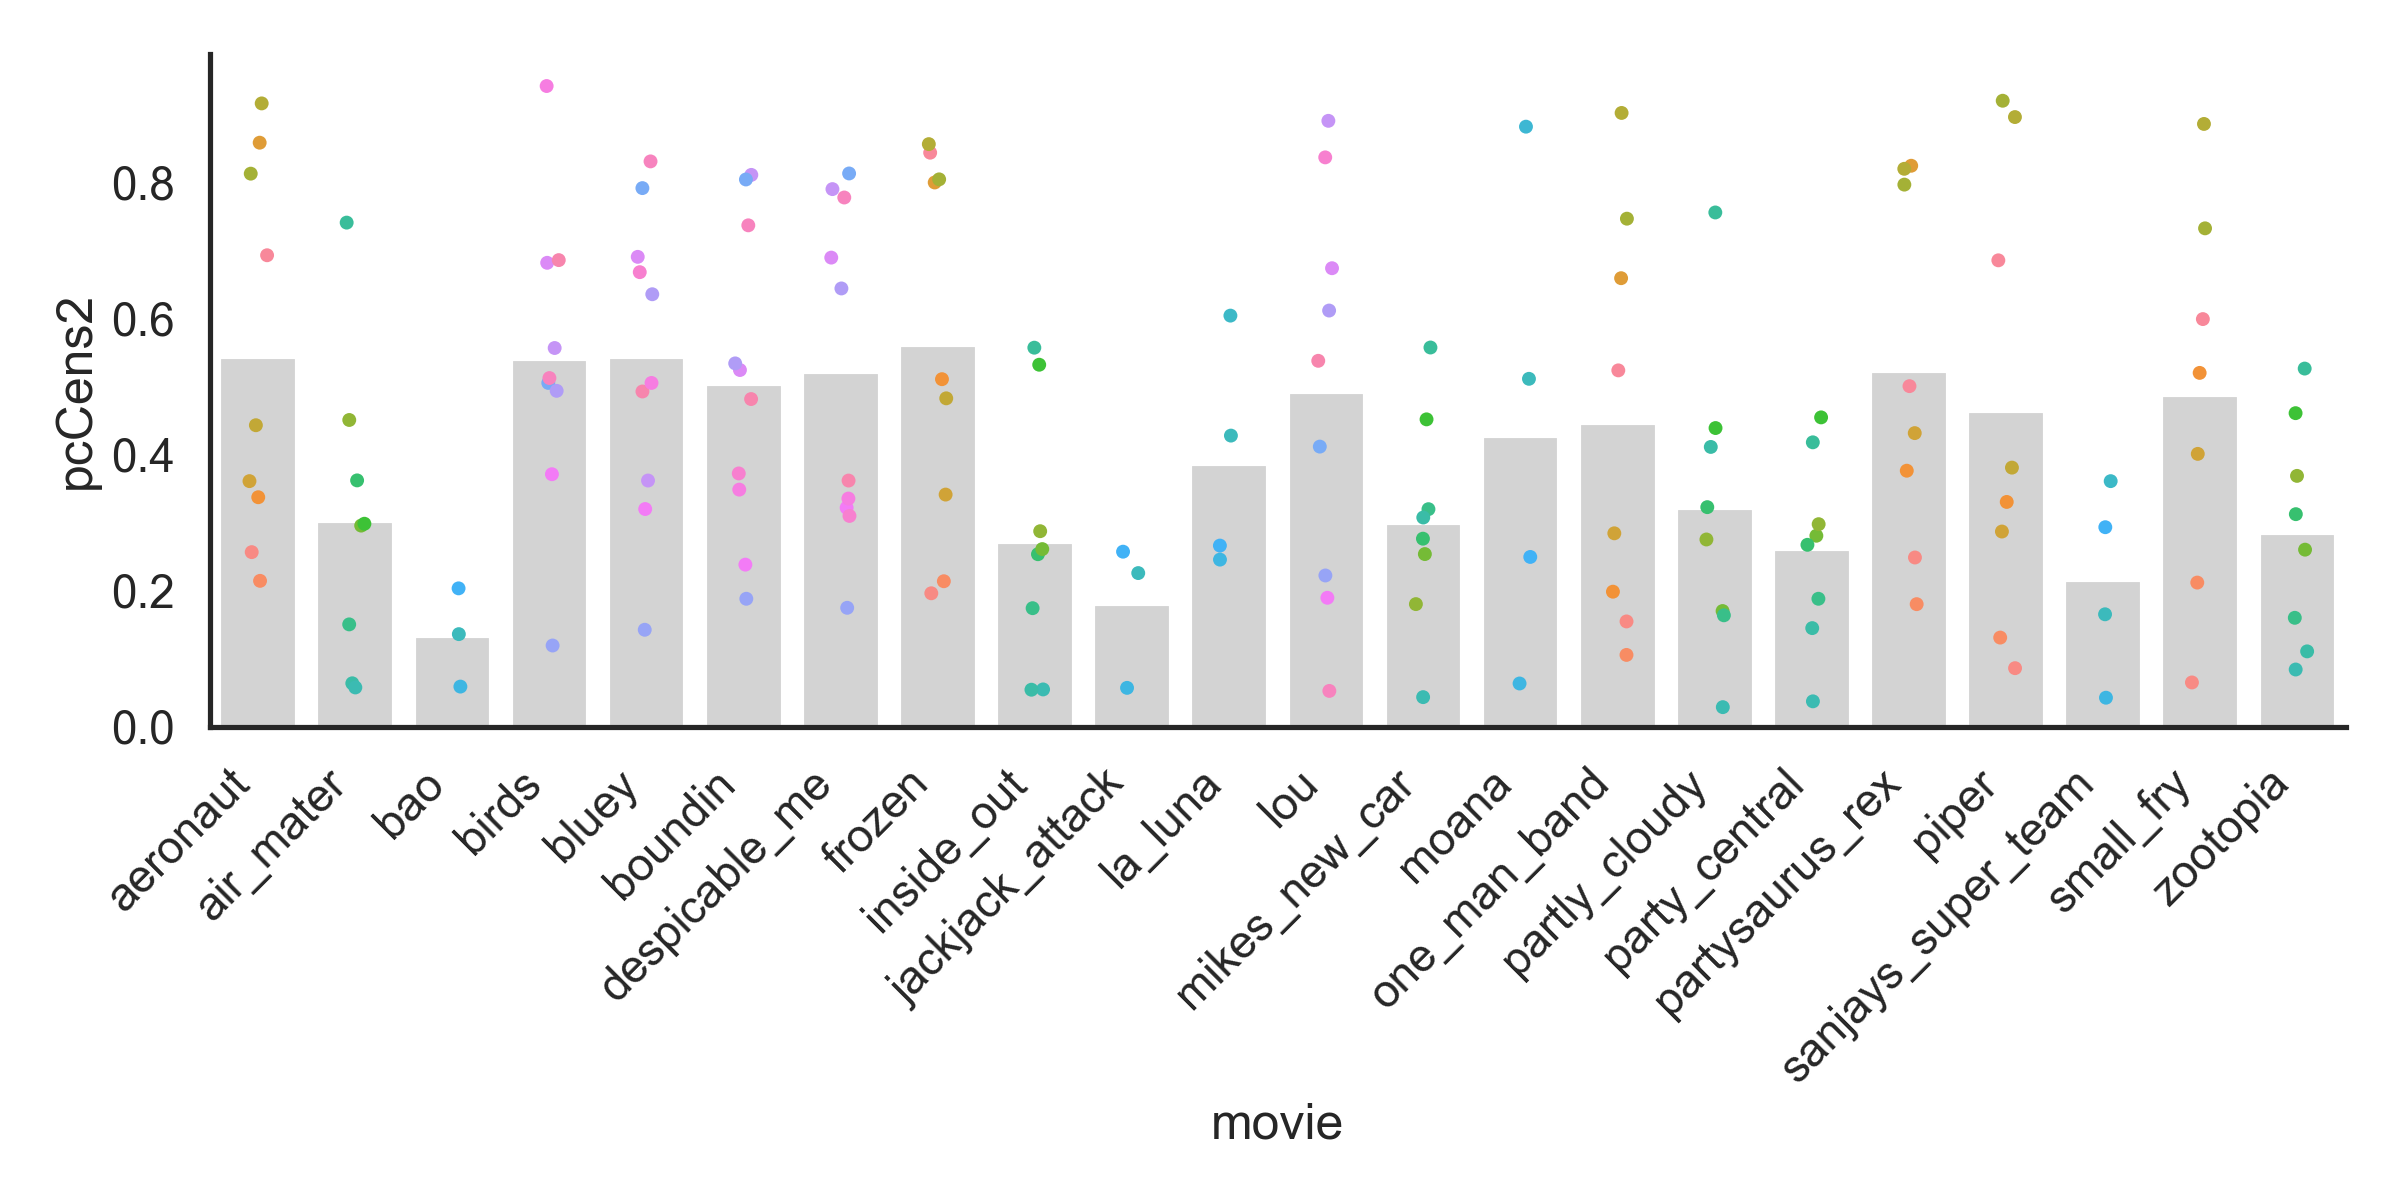 pcCens2
0.8
0.6
0.4
0.2
0.0
aeronaut
air_mater
bao
birds
bluey
boundin
despicable_me
frozen
inside_out
jackjack_attack
la_luna
lou
mikes_new_car
moana
one_man_band
partly_cloudy
party_central
partysaurus_rex
piper
sanjays_super_team
small_fry
zootopia
movie